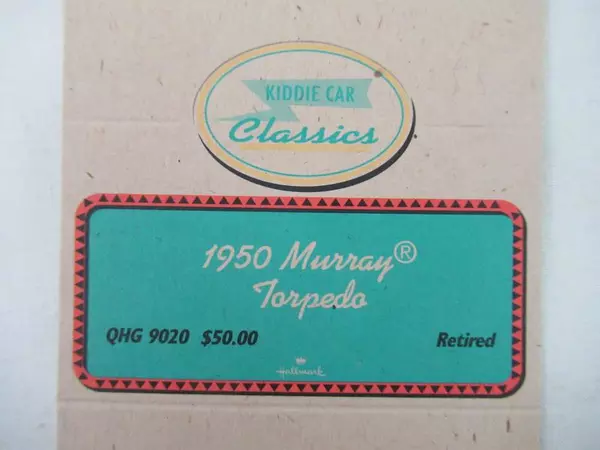 KIDDIE CAR
Classics
1950 Murray®
Torpedo
QHG 9020 $50.00 Retired
Hallmark